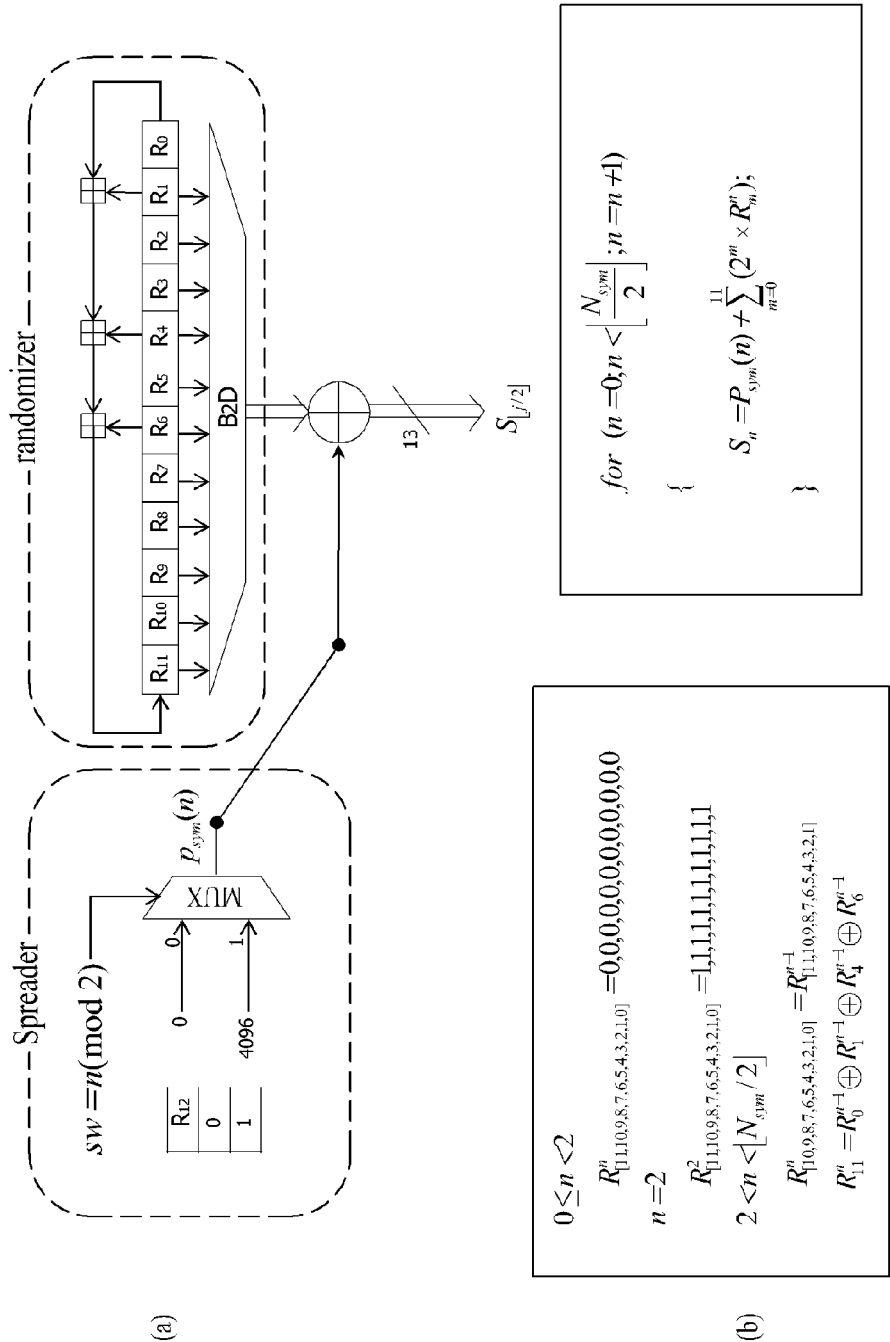 (a)
Spreader
sw = n(mod 2)
R12
0
1
0
4096
0
1
MUX
p_sym(n)
randomizer
R11 R10 R9 R8 R7 R6 R5 R4 R3 R2 R1 R0
B2D
13
S_⌊j/2⌋
(b)
0 ≤ n < 2
R^n_[11,10,9,8,7,6,5,4,3,2,1,0] = 0,0,0,0,0,0,0,0,0,0,0,0
n = 2
R^2_[11,10,9,8,7,6,5,4,3,2,1,0] = 1,1,1,1,1,1,1,1,1,1,1,1
2 < n < ⌊N_sym / 2⌋
R^n_[10,9,8,7,6,5,4,3,2,1,0] = R^{n-1}_[11,10,9,8,7,6,5,4,3,2,1]
R^n_11 = R^{n-1}_0 ⊕ R^{n-1}_1 ⊕ R^{n-1}_4 ⊕ R^{n-1}_6
for (n = 0; n < ⌊N_sym / 2⌋; n = n + 1)
{
S_n = P_sym(n) + ∑_{m=0}^{11} (2^m × R^n_m);
}